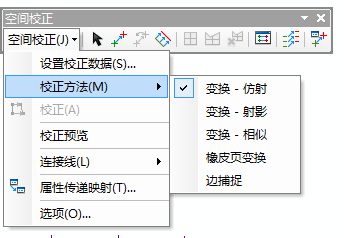 空间校正
空间校正(J)
设置校正数据(S)...
校正方法(M)
校正(A)
校正预览
连接线(L)
属性传递映射(T)...
选项(O)...
变换 - 仿射
变换 - 射影
变换 - 相似
橡皮页变换
边捕捉